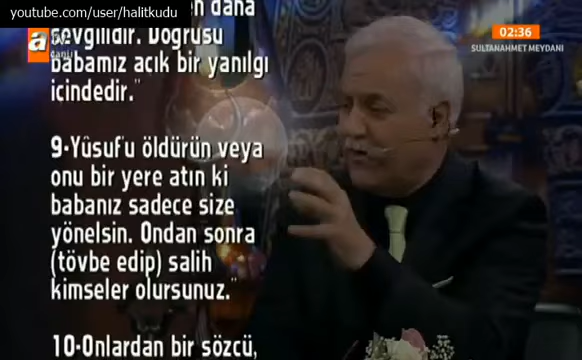 youtube.com/user/halitkudu
n daha
sevgilidir. Doğrusu
babamız açık bir yanılgı
içindedir."
9-Yûsuf'u öldürün veya
onu bir yere atın ki
babanız sadece size
yönelsin. Ondan sonra
(tövbe edip) salih
kimseler olursunuz."
10-Onlardan bir sözcü,
a
02:36
SULTANAHMET MEYDANI